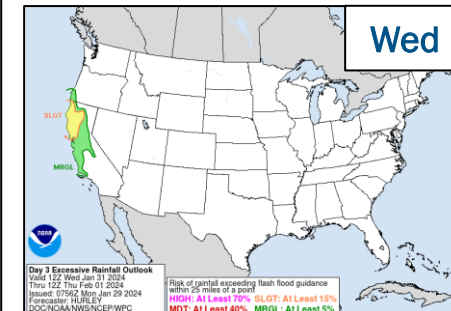 Wed
SLGT
MRGL
NOAA
Day 3 Excessive Rainfall Outlook
Valid 12Z Wed Jan 31 2024
Thru 12Z Thu Feb 01 2024
Issued: 0756Z Mon Jan 29 2024
Forecaster: HURLEY
DOC/NOAA/NWS/NCEP/WPC
Risk of rainfall exceeding flash flood guidance
within 25 miles of a point
HIGH: At Least 70% SLGT: At Least 15%
MDT: At Least 40% MRGL: At Least 5%